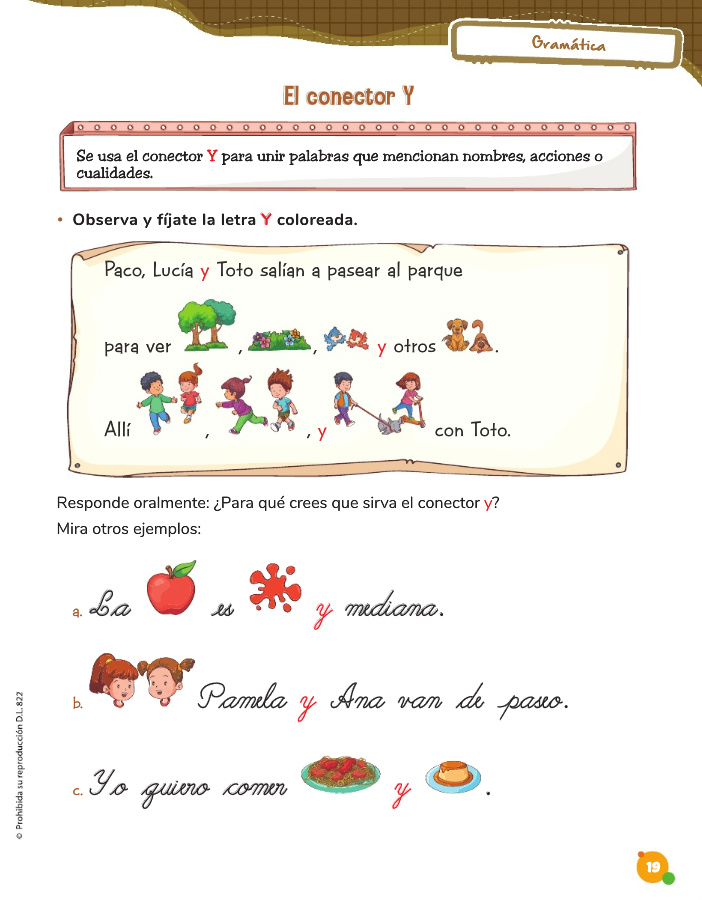 Gramática
El conector Y
Se usa el conector Y para unir palabras que mencionan nombres, acciones o
cualidades.
• Observa y fíjate la letra Y coloreada.
Paco, Lucía y Toto salían a pasear al parque
para ver , , y otros .
Allí , , y con Toto.
Responde oralmente: ¿Para qué crees que sirva el conector y?
Mira otros ejemplos:
a. La es y mediana.
b. Pamela y Ana van de paseo.
c. Yo quiero comer y .
© Prohibida su reproducción D.L. 822
19